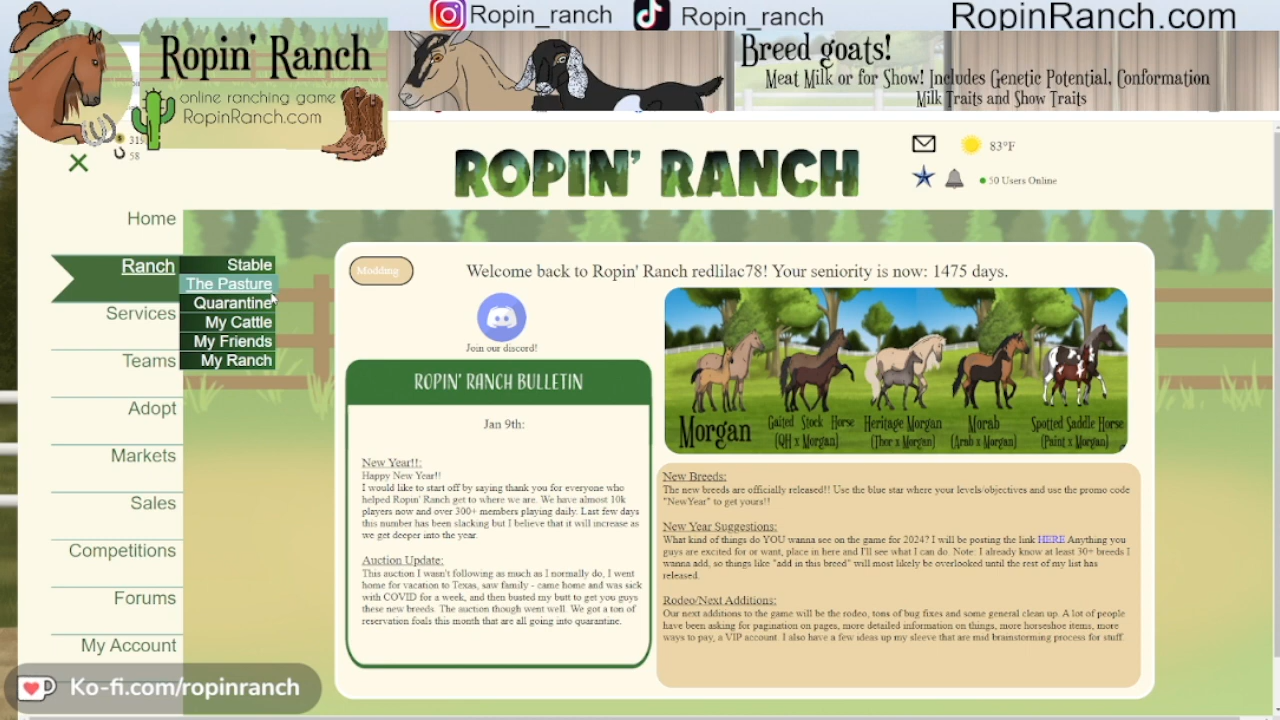 Ropin_ranch
Ropin_ranch
RopinRanch.com
Ropin' Ranch
online ranching game
RopinRanch.com
Breed goats!
Meat Milk or for Show! Includes Genetic Potential, Conformation
Milk Traits and Show Traits
319
58
ROPIN' RANCH
83°F
50 Users Online
Home
Ranch
Stable
The Pasture
Quarantine
My Cattle
My Friends
My Ranch
Services
Teams
Adopt
Markets
Sales
Competitions
Forums
My Account
Modding
Welcome back to Ropin' Ranch redlilac78! Your seniority is now: 1475 days.
Join our discord!
ROPIN' RANCH BULLETIN
Jan 9th:
New Year!!:
Happy New Year!!
I would like to start off by saying thank you for everyone who
helped Ropin' Ranch get to where we are. We have almost 10k
players now and over 300+ members playing daily. Last few days
this number has been slacking but I believe that it will increase as
we get deeper into the year.
Auction Update:
This auction I wasn't following as much as I normally do, I went
home for vacation to Texas, saw family - came home and was sick
with COVID for a week, and then busted my butt to get you guys
these new breeds. The auction though went well. We got a ton of
reservation foals this month that are all going into quarantine.
Morgan
Gaited Stock Horse
(QH x Morgan)
Heritage Morgan
(Thor x Morgan)
Morab
(Arab x Morgan)
Spotted Saddle Horse
(Paint x Morgan)
New Breeds:
The new breeds are officially released!! Use the blue star where your levels/objectives and use the promo code
"NewYear" to get yours!!
New Year Suggestions:
What kind of things do YOU wanna see on the game for 2024? I will be posting the link HERE Anything you
guys are excited for or want, place in here and I'll see what I can do. Note: I already know at least 30+ breeds I
wanna add, so things like "add in this breed" will most likely be overlooked until the rest of my list has
released.
Rodeo/Next Additions:
Our next additions to the game will be the rodeo, tons of bug fixes and some general clean up. A lot of people
have been asking for pagination on pages, more detailed information on things, more horseshoe items, more
ways to pay, a VIP account. I also have a few ideas up my sleeve that are mid bramstorming process for stuff
Ko-fi.com/ropinranch